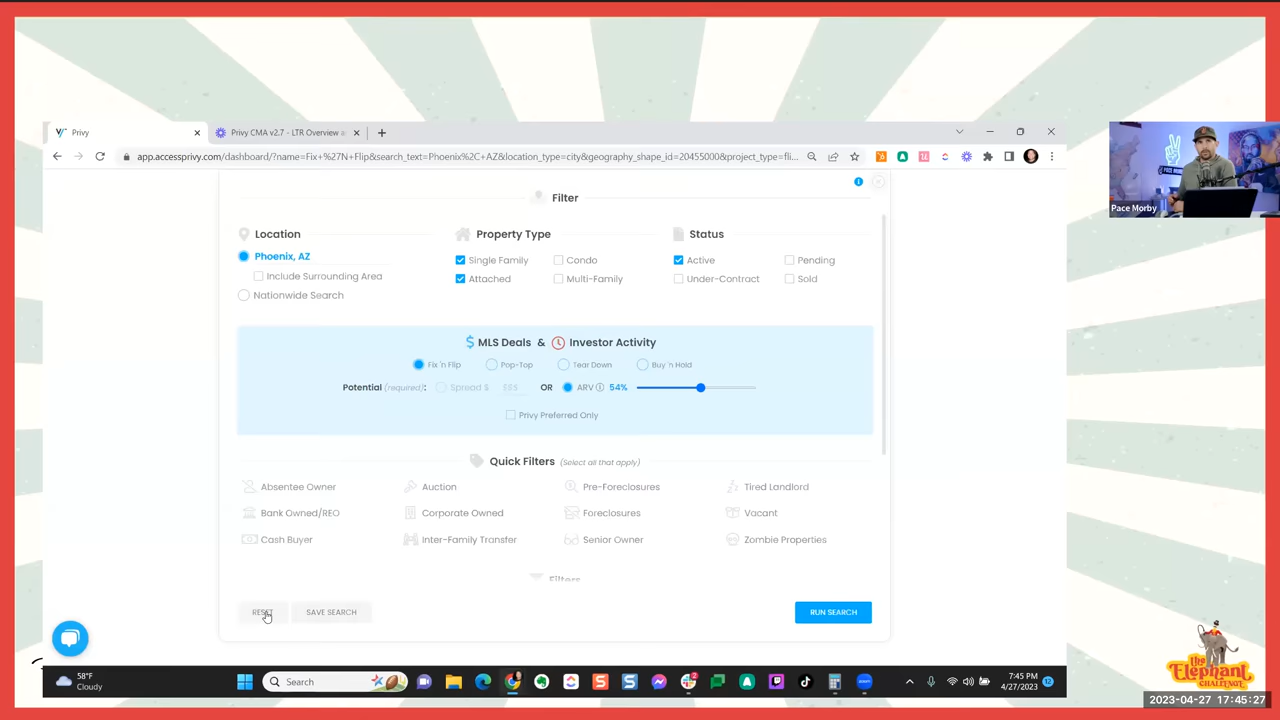 Privy
Privy CMA v2.7 - LTR Overview a
app.accessprivy.com/dashboard/?name=Fix+%37N+Flip&search_text=Phoenix%2C+AZ&location_type=city&geography_shape_id=20455000&project_type=fli...
Pace Morby
PACE MORBY
Filter
Location
Property Type
Status
Phoenix, AZ
Single Family
Condo
Active
Pending
Include Surrounding Area
Attached
Multi-Family
Under-Contract
Sold
Nationwide Search
MLS Deals & Investor Activity
Fix 'n Flip
Pop-Top
Tear Down
Buy 'n Hold
Potential (required): Spread $ $$$ OR ARV 54%
Privy Preferred Only
Quick Filters (Select all that apply)
Absentee Owner
Auction
Pre-Foreclosures
Tired Landlord
Bank Owned/REO
Corporate Owned
Foreclosures
Vacant
Cash Buyer
Inter-Family Transfer
Senior Owner
Zombie Properties
Filters
RESET
SAVE SEARCH
RUN SEARCH
58°F
Cloudy
Search
7:45 PM
4/27/2023
12
the Elephant
CHALLENGE
2023-04-27 17:45:27